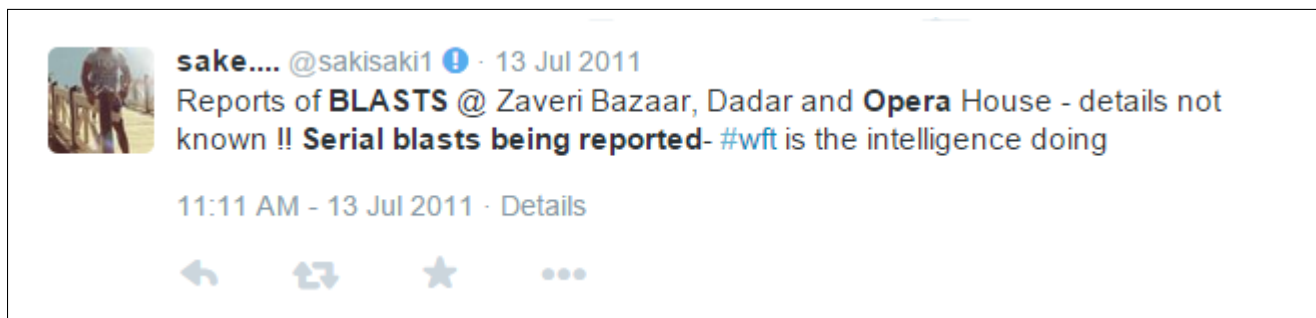 sake.... @sakisaki1 · 13 Jul 2011
Reports of BLASTS @ Zaveri Bazaar, Dadar and Opera House - details not
known !! Serial blasts being reported- #wft is the intelligence doing
11:11 AM - 13 Jul 2011 · Details